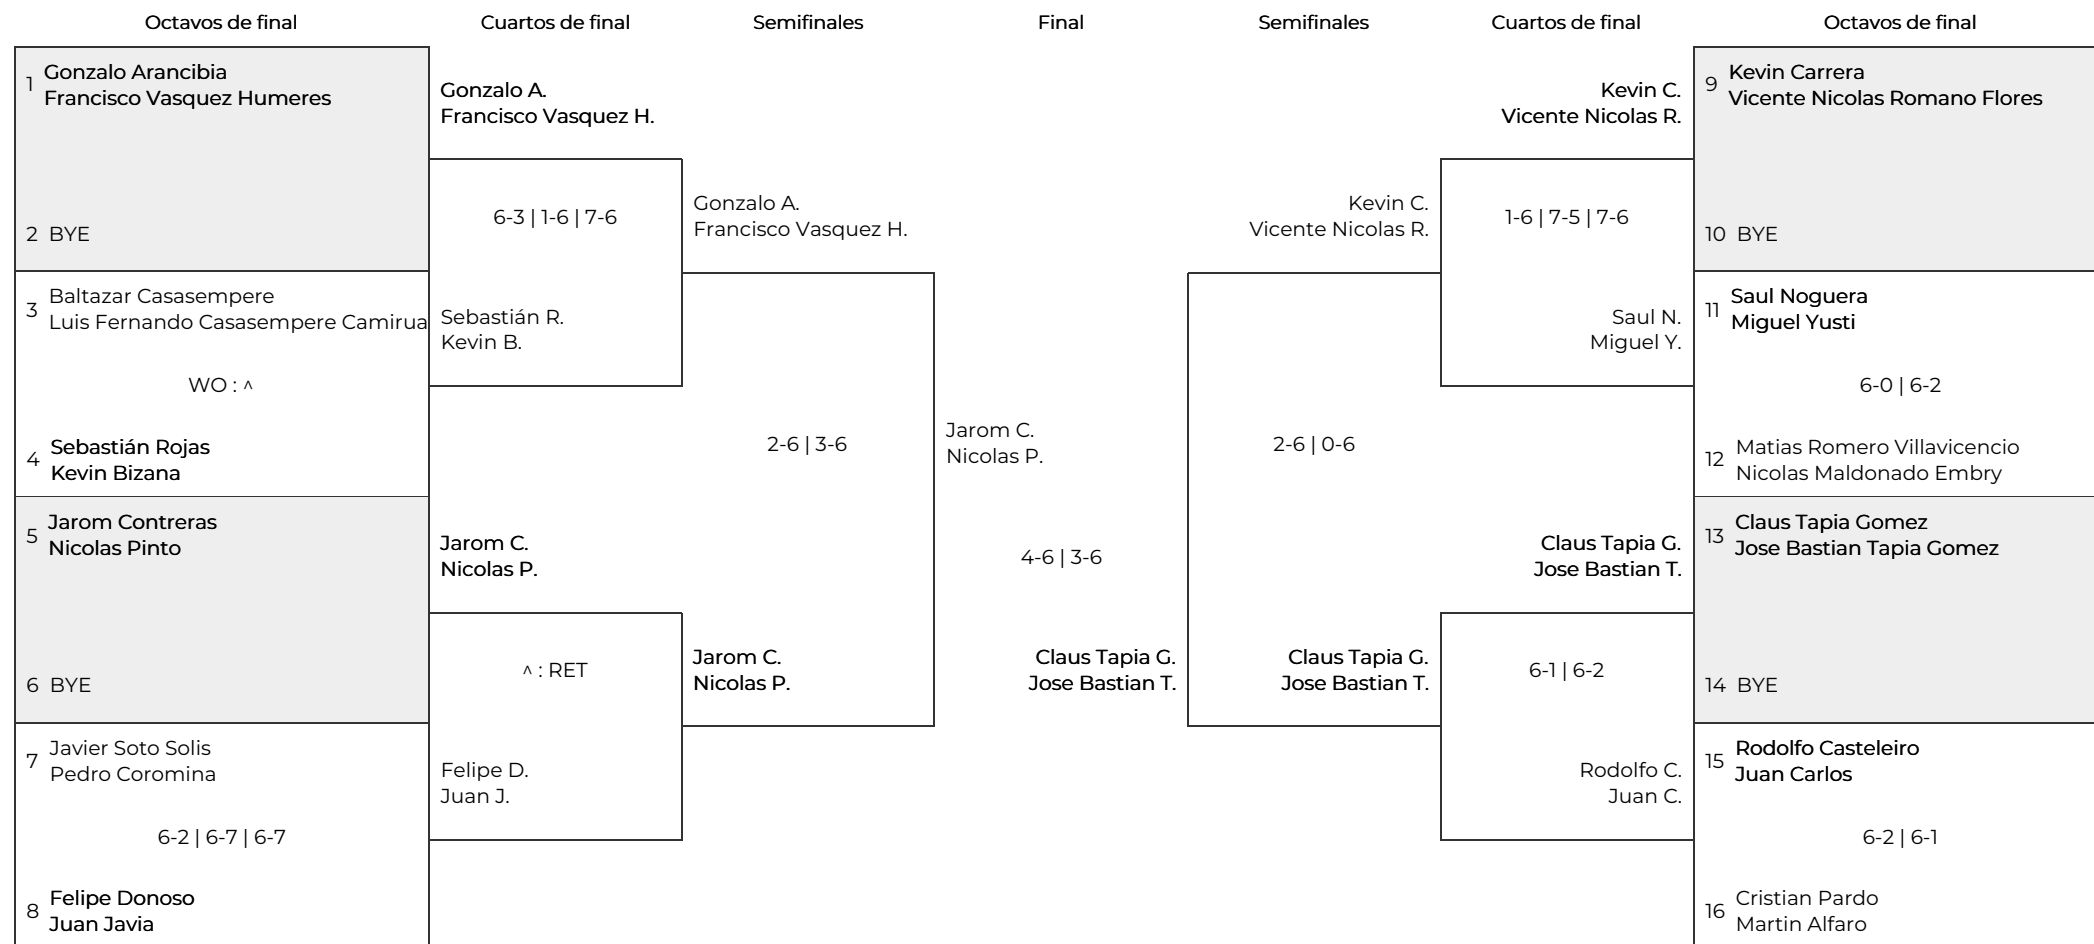 Octavos de final
Cuartos de final
Semifinales
Final
Semifinales
Cuartos de final
Octavos de final
1
Gonzalo Arancibia
Francisco Vasquez Humeres
2 BYE
3
Baltazar Casasempere
Luis Fernando Casasempere Camirua
WO : ^
4
Sebastián Rojas
Kevin Bizana
5
Jarom Contreras
Nicolas Pinto
6 BYE
7
Javier Soto Solis
Pedro Coromina
6-2 | 6-7 | 6-7
8
Felipe Donoso
Juan Javia
Gonzalo A.
Francisco Vasquez H.
6-3 | 1-6 | 7-6
Sebastián R.
Kevin B.
Jarom C.
Nicolas P.
^ : RET
Felipe D.
Juan J.
Gonzalo A.
Francisco Vasquez H.
2-6 | 3-6
Jarom C.
Nicolas P.
Jarom C.
Nicolas P.
4-6 | 3-6
Claus Tapia G.
Jose Bastian T.
Kevin C.
Vicente Nicolas R.
2-6 | 0-6
Claus Tapia G.
Jose Bastian T.
Kevin C.
Vicente Nicolas R.
1-6 | 7-5 | 7-6
Saul N.
Miguel Y.
Claus Tapia G.
Jose Bastian T.
6-1 | 6-2
Rodolfo C.
Juan C.
9
Kevin Carrera
Vicente Nicolas Romano Flores
10 BYE
11
Saul Noguera
Miguel Yusti
6-0 | 6-2
12
Matias Romero Villavicencio
Nicolas Maldonado Embry
13
Claus Tapia Gomez
Jose Bastian Tapia Gomez
14 BYE
15
Rodolfo Casteleiro
Juan Carlos
6-2 | 6-1
16
Cristian Pardo
Martin Alfaro